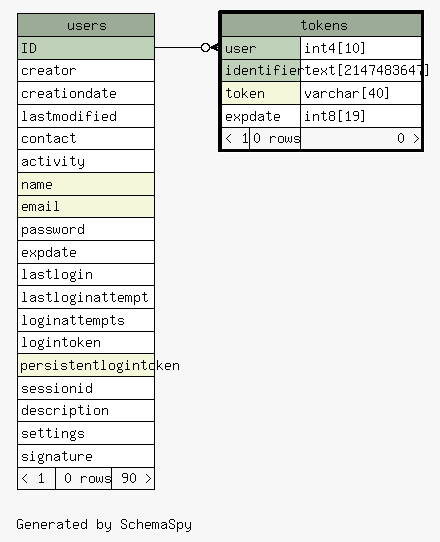 users
ID
creator
creationdate
lastmodified
contact
activity
name
email
password
expdate
lastlogin
lastloginattempt
loginattempts
logintoken
persistentlogintoken
sessionid
description
settings
signature
< 1 0 rows 90 >
tokens
user int4[10]
identifier text[2147483647]
token varchar[40]
expdate int8[19]
< 1 0 rows 0 >
Generated by SchemaSpy